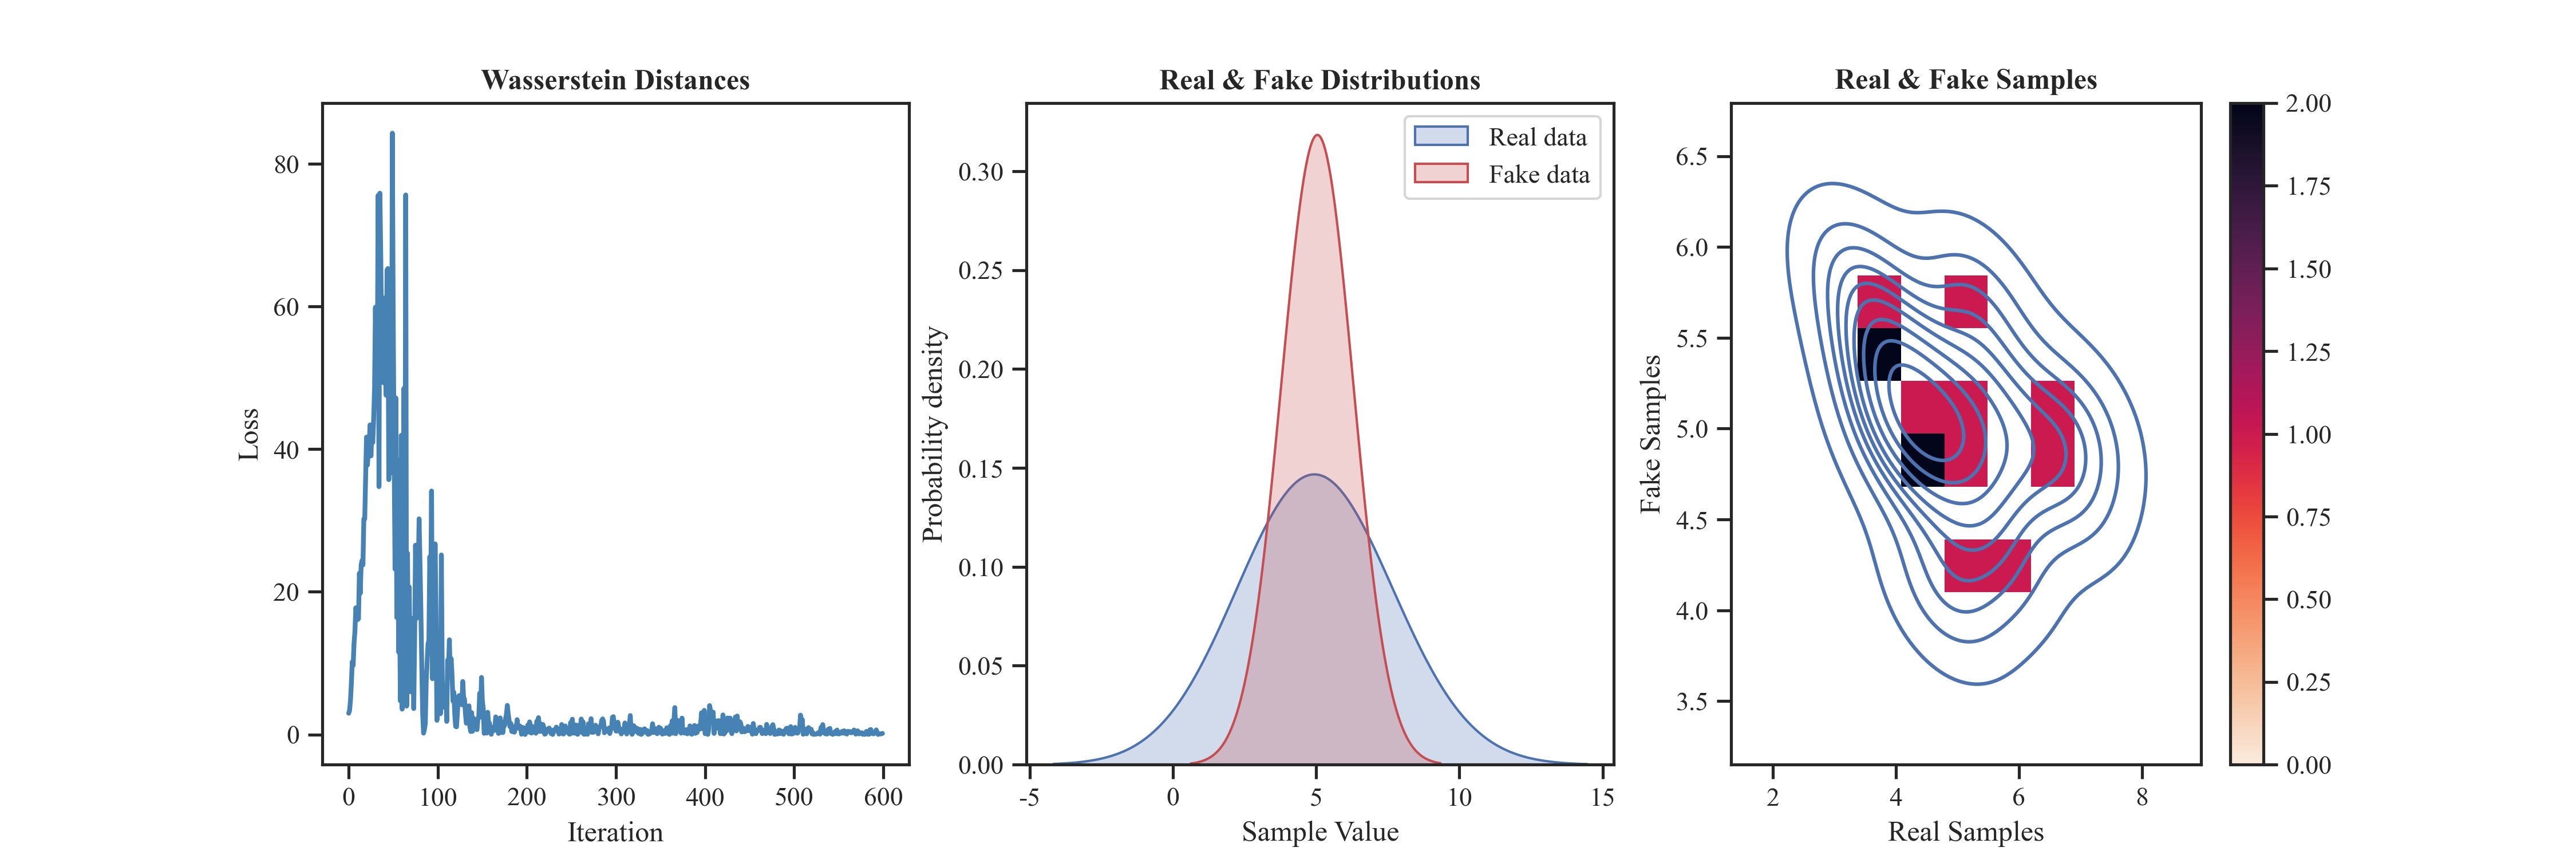 Wasserstein Distances
Loss
80
60
40
20
0
0 100 200 300 400 500 600
Iteration
Real & Fake Distributions
Real data
Fake data
Probability density
0.30
0.25
0.20
0.15
0.10
0.05
0.00
-5 0 5 10 15
Sample Value
Real & Fake Samples
Fake Samples
6.5
6.0
5.5
5.0
4.5
4.0
3.5
2 4 6 8
Real Samples
2.00
1.75
1.50
1.25
1.00
0.75
0.50
0.25
0.00